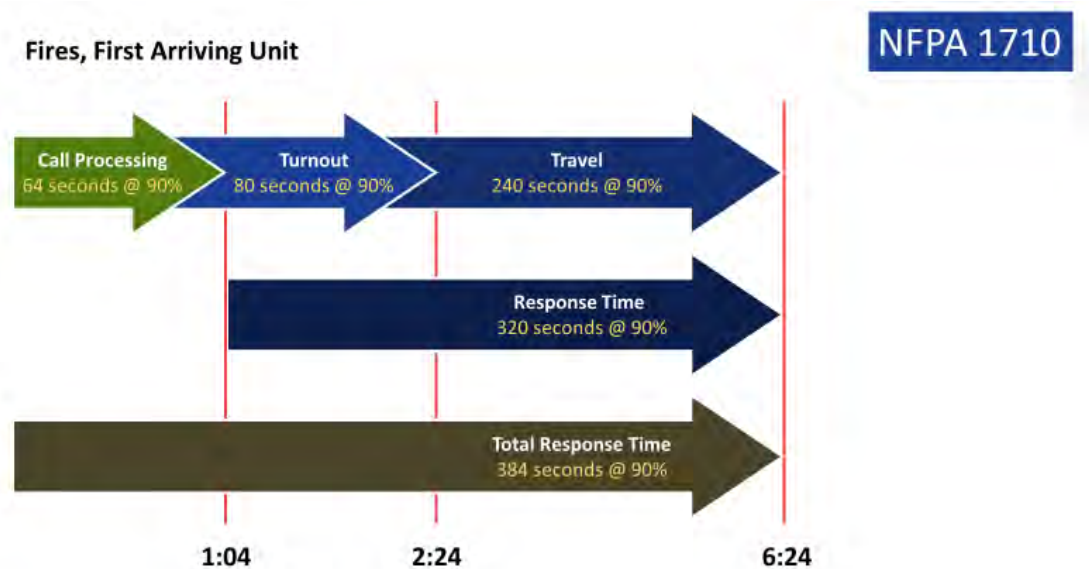 Fires, First Arriving Unit
NFPA 1710
Call Processing
64 seconds @ 90%
Turnout
80 seconds @ 90%
Travel
240 seconds @ 90%
Response Time
320 seconds @ 90%
Total Response Time
384 seconds @ 90%
1:04
2:24
6:24